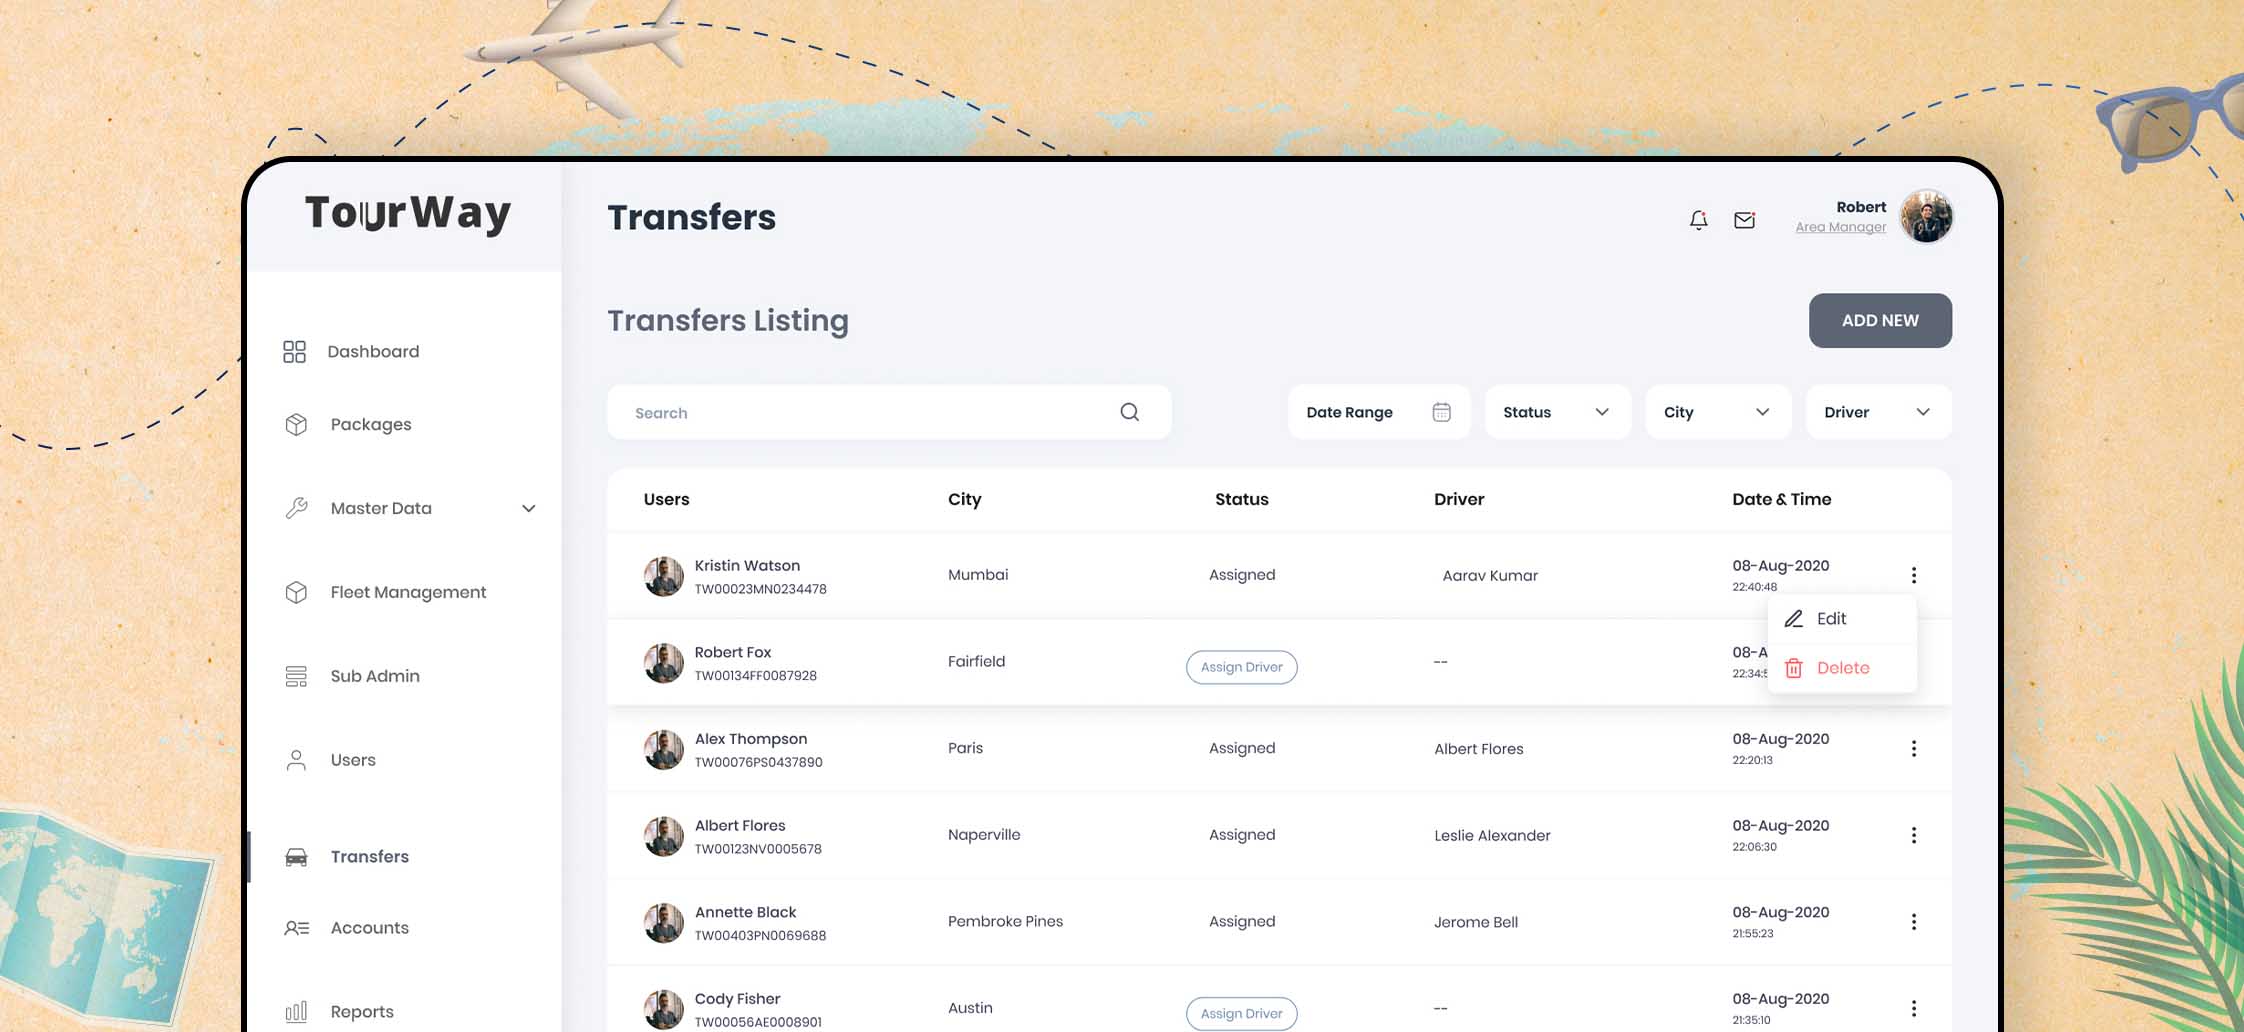 TourWay
Transfers
Robert
Area Manager
Transfers Listing
ADD NEW
Dashboard
Packages
Master Data
Fleet Management
Sub Admin
Users
Transfers
Accounts
Reports
Search
Date Range
Status
City
Driver
Users City Status Driver Date & Time
Kristin Watson
TW00023MN0234478
Mumbai
Assigned
Aarav Kumar
08-Aug-2020
22:40:48
Edit
Delete
Robert Fox
TW00134FF0087928
Fairfield
Assign Driver
--
08-A
22:34:5
Alex Thompson
TW00076PS0437890
Paris
Assigned
Albert Flores
08-Aug-2020
22:20:13
Albert Flores
TW00123NV0005678
Naperville
Assigned
Leslie Alexander
08-Aug-2020
22:06:30
Annette Black
TW00403PN0069688
Pembroke Pines
Assigned
Jerome Bell
08-Aug-2020
21:55:23
Cody Fisher
TW00056AE0008901
Austin
Assign Driver
--
08-Aug-2020
21:35:10